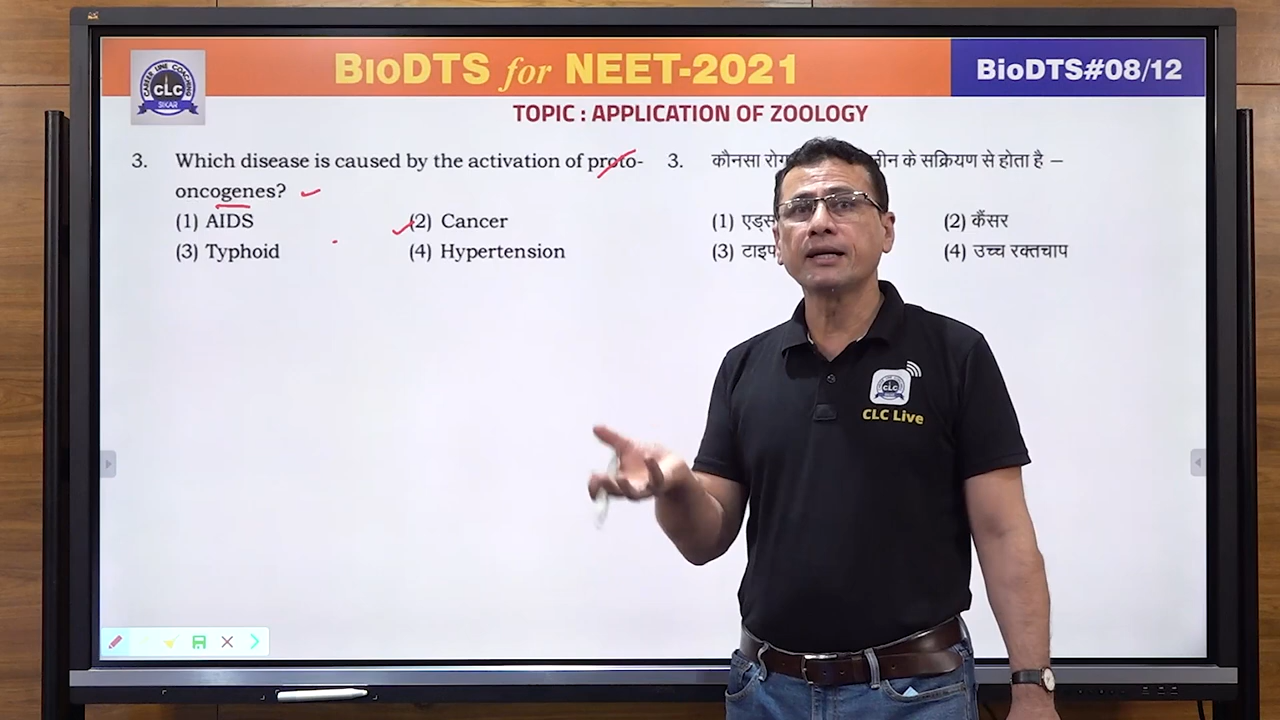 BIODTS for NEET-2021
BIODTS#08/12
CAREER LINE COACHING
CLC
SIKAR
TOPIC : APPLICATION OF ZOOLOGY
3. Which disease is caused by the activation of proto-
oncogenes?
(1) AIDS (2) Cancer
(3) Typhoid (4) Hypertension
3. कौनसा रोग के सक्रियण से होता है –
(1) एड्स (2) कैंसर
(3) (4) उच्च रक्तचाप
CLC
CLC Live